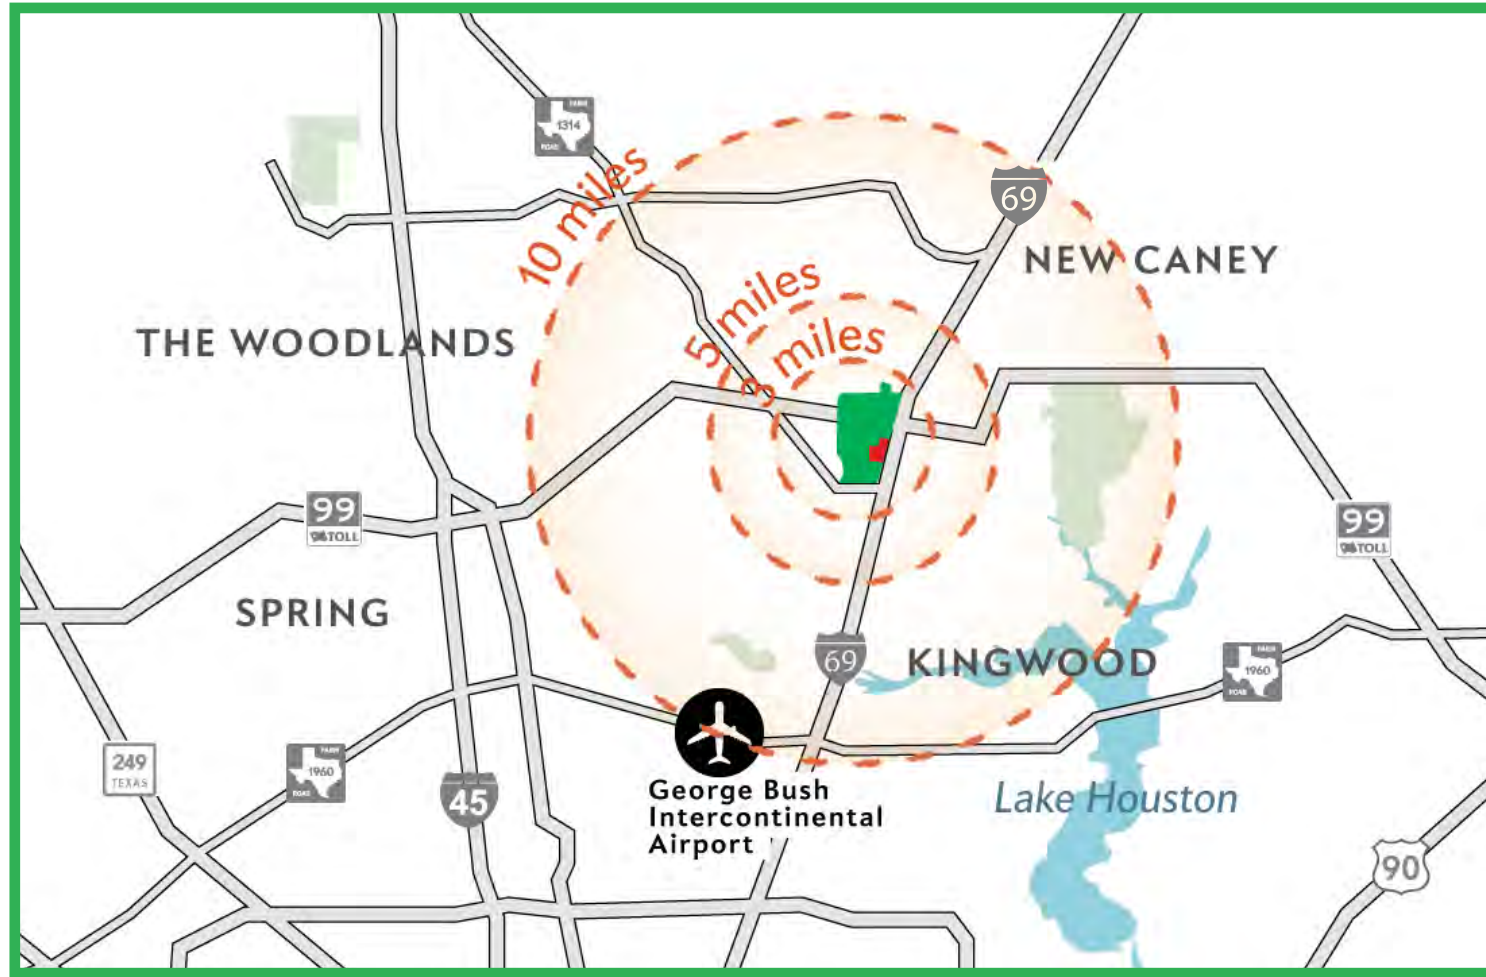 FARM
1314
ROAD
10 miles
69
NEW CANEY
5 miles
3 miles
THE WOODLANDS
99
TOLL
99
TOLL
SPRING
69
KINGWOOD
FARM
1960
ROAD
249
TEXAS
FARM
1960
ROAD
45
George Bush
Intercontinental
Airport
Lake Houston
90